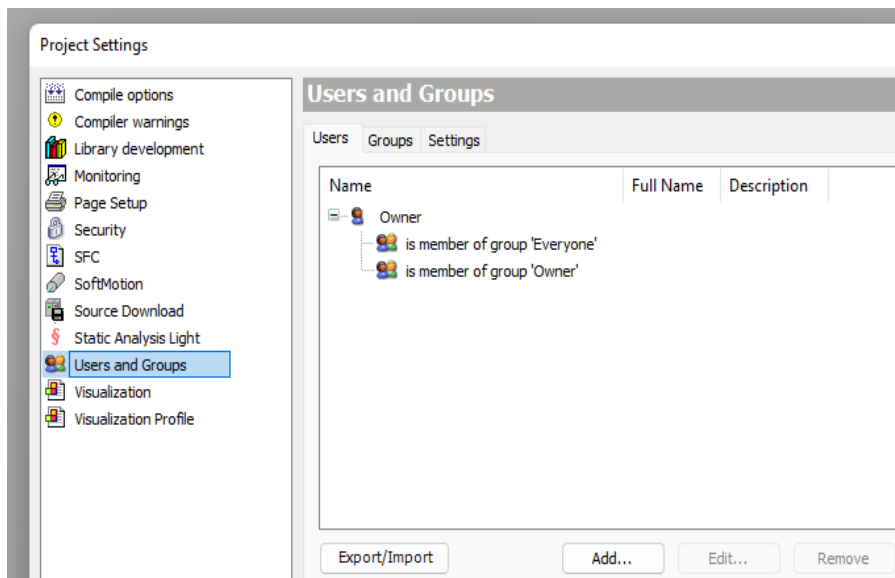 Project Settings
Compile options
Compiler warnings
Library development
Monitoring
Page Setup
Security
SFC
SoftMotion
Source Download
Static Analysis Light
Users and Groups
Visualization
Visualization Profile
Users and Groups
Users Groups Settings
Name Full Name Description
Owner
is member of group 'Everyone'
is member of group 'Owner'
Export/Import Add... Edit... Remove